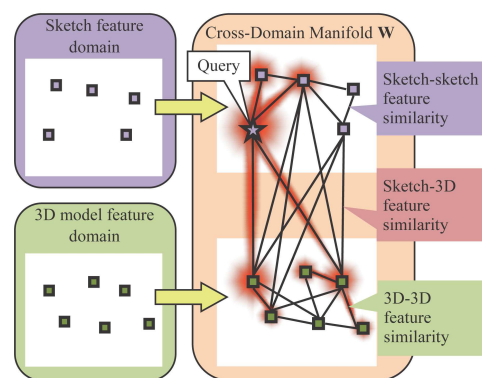 Sketch feature
domain
3D model feature
domain
Cross-Domain Manifold W
Query
Sketch-sketch
feature
similarity
Sketch-3D
feature
similarity
3D-3D
feature
similarity